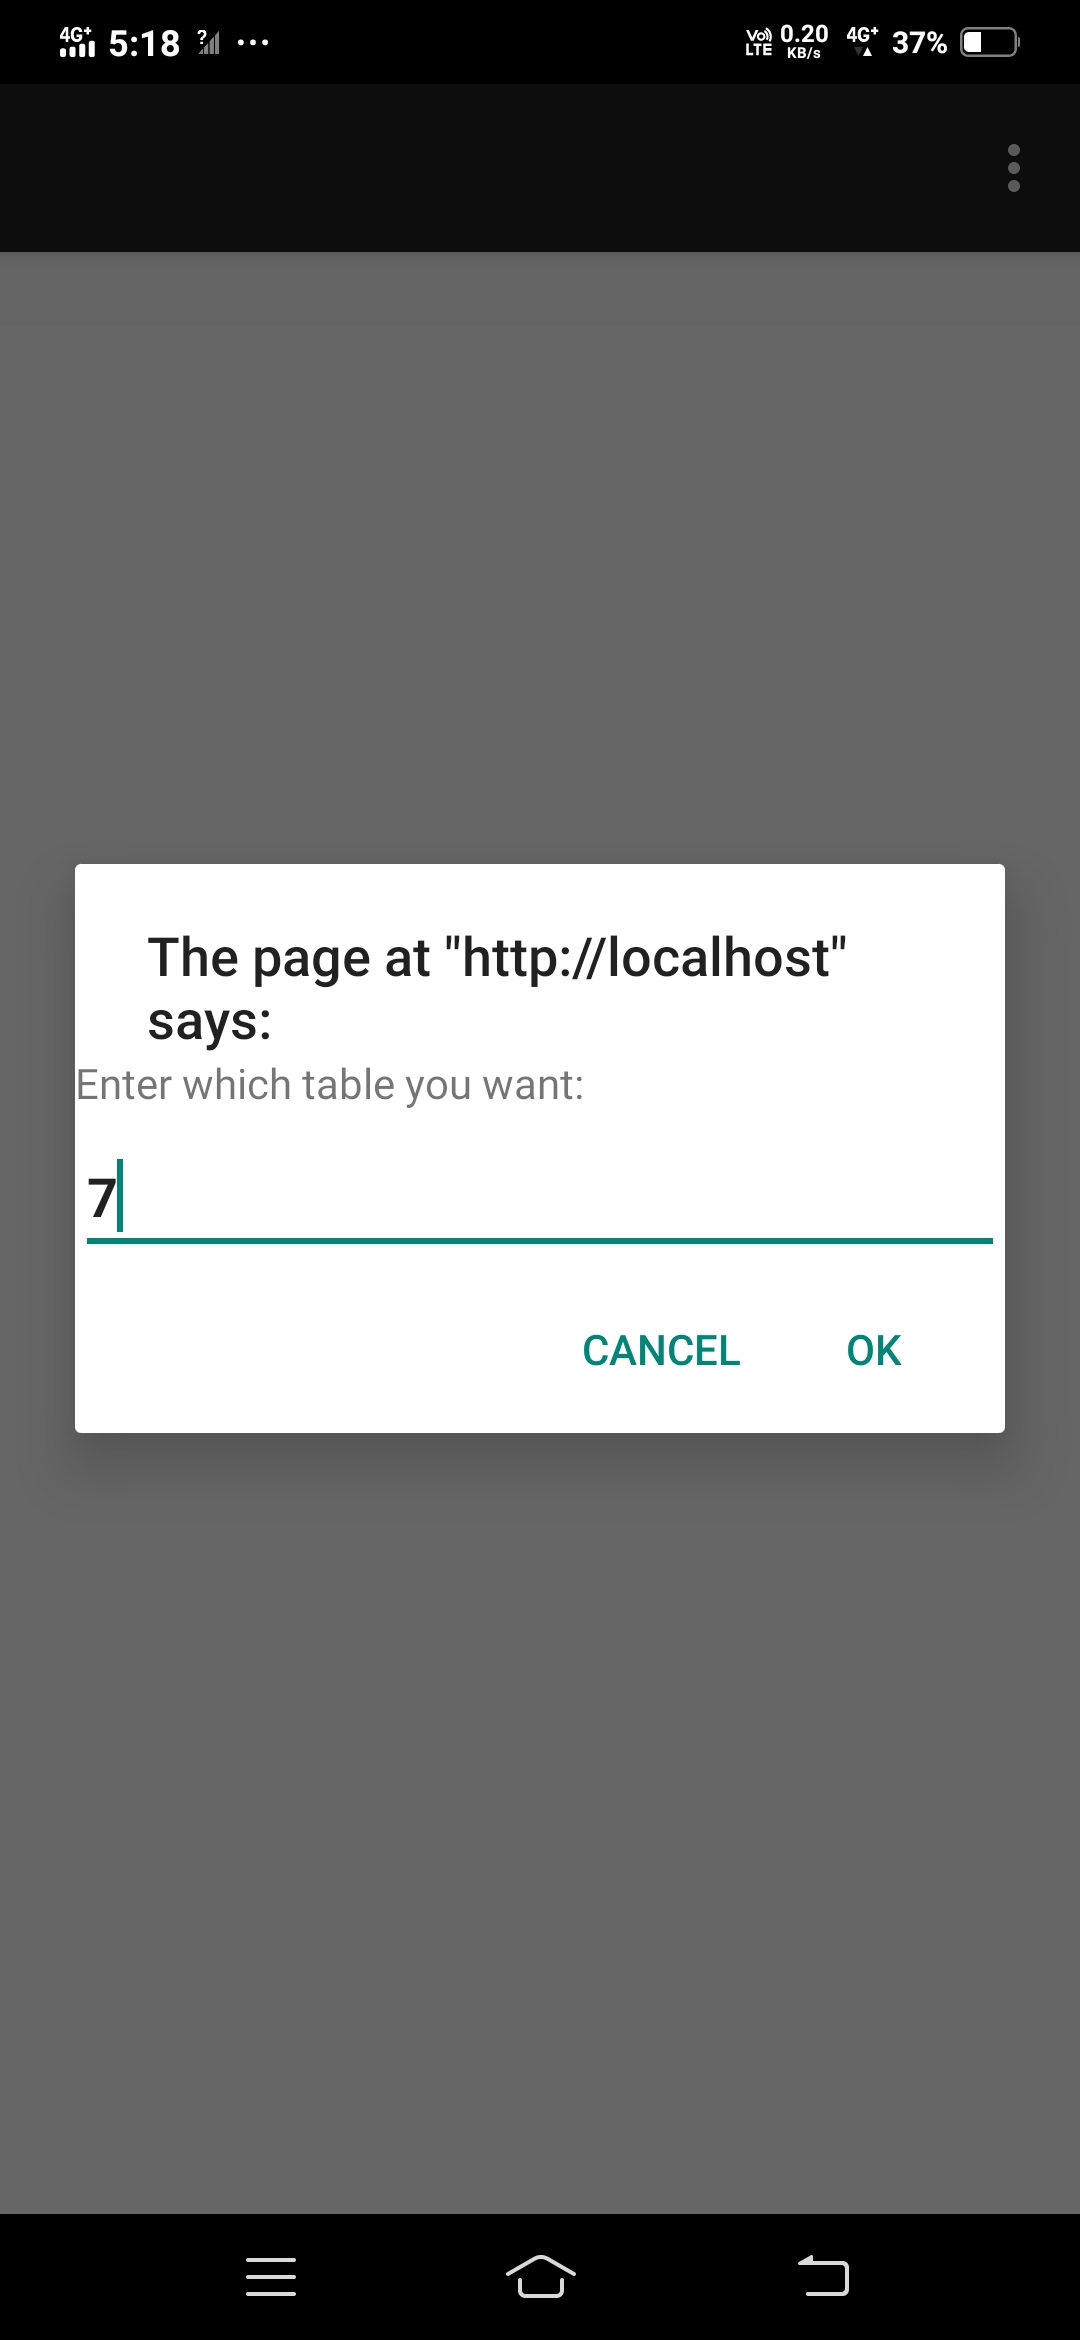 4G+ 5:18 ? ... Vo) LTE 0.20 KB/s 4G+ 37%
The page at "http://localhost"
says:
Enter which table you want:
7
CANCEL OK